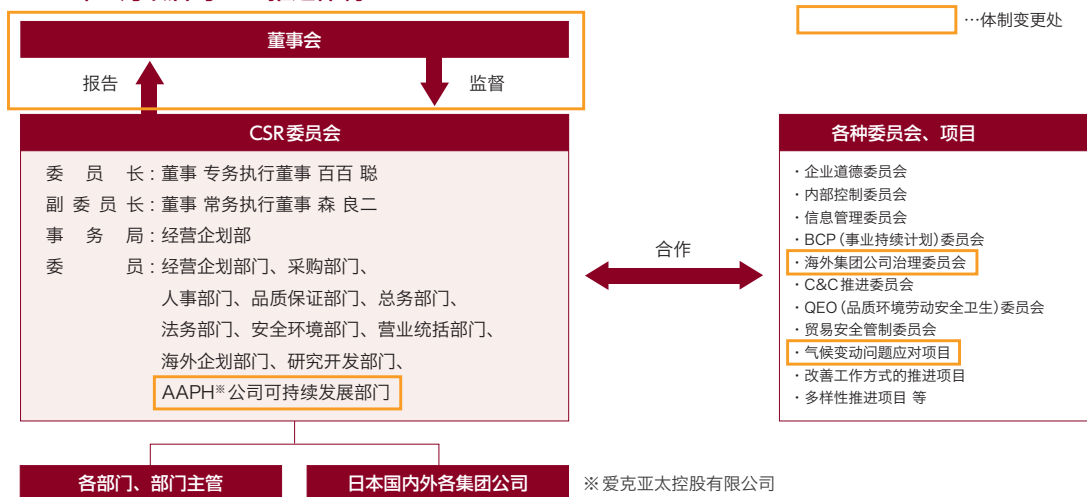 …体制变更处
董事会
报告
监督
CSR委员会
委员长：董事 专务执行董事 百百 聪
副委员长：董事 常务执行董事 森 良二
事务局：经营企划部
委员：经营企划部门、采购部门、
人事部门、品质保证部门、总务部门、
法务部门、安全环境部门、营业统括部门、
海外企划部门、研究开发部门、
AAPH※公司可持续发展部门
合作
各种委员会、项目
・企业道德委员会
・内部控制委员会
・信息管理委员会
・BCP（事业持续计划）委员会
・海外集团公司治理委员会
・C&C推进委员会
・QEO（品质环境劳动安全卫生）委员会
・贸易安全管制委员会
・气候变动问题应对项目
・改善工作方式的推进项目
・多样性推进项目 等
各部门、部门主管
日本国内外各集团公司
※爱克亚太控股有限公司